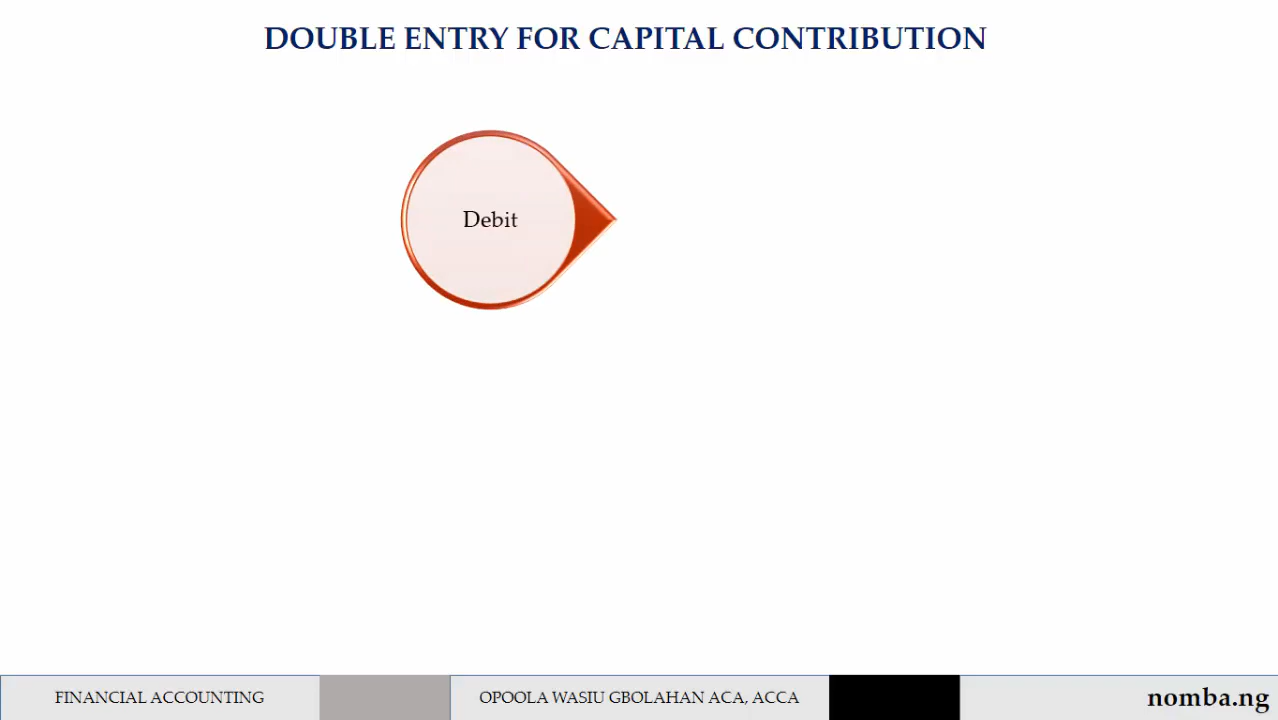 DOUBLE ENTRY FOR CAPITAL CONTRIBUTION
Debit
FINANCIAL ACCOUNTING
OPOOLA WASIU GBOLAHAN ACA, ACCA
nomba.ng